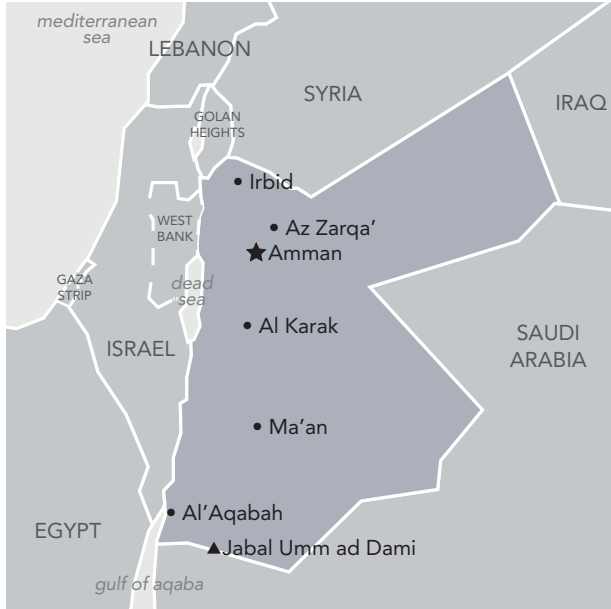 mediterranean
sea
LEBANON
SYRIA
IRAQ
GOLAN
HEIGHTS
Irbid
WEST
BANK
Az Zarqa’
Amman
GAZA
STRIP
dead
sea
Al Karak
ISRAEL
SAUDI
ARABIA
Ma’an
Al’Aqabah
EGYPT
Jabal Umm ad Dami
gulf of aqaba